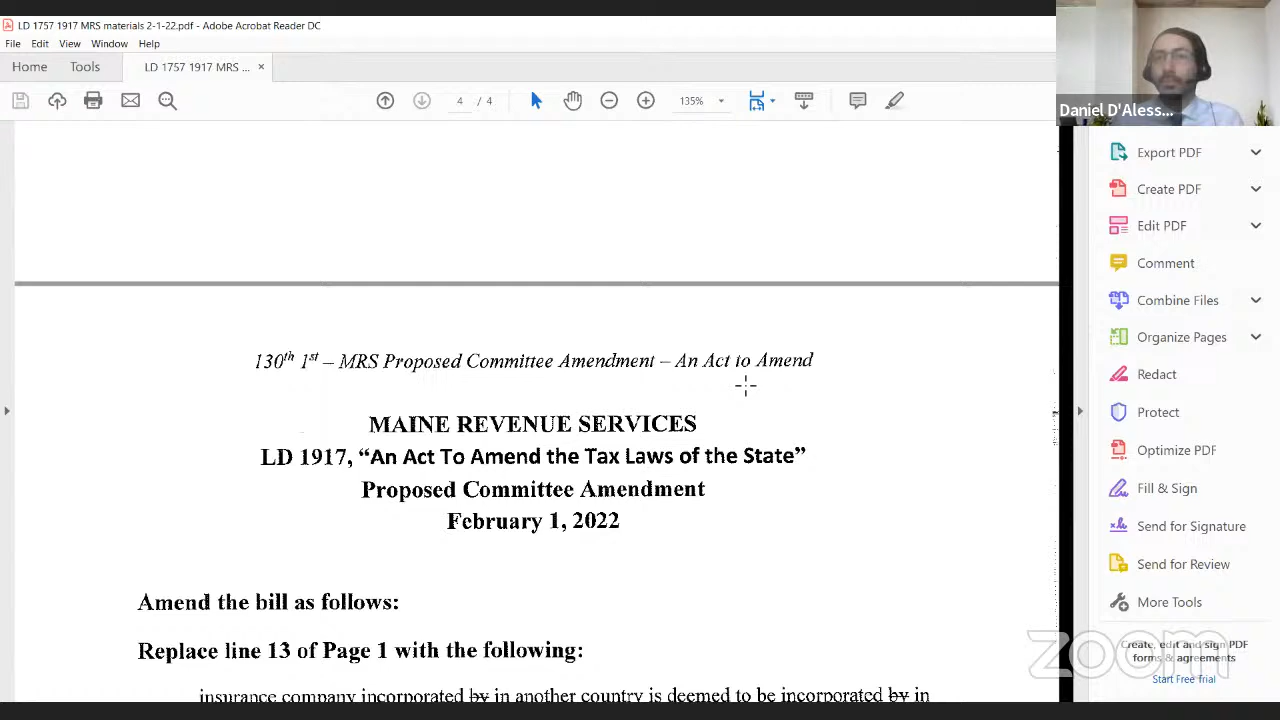 LD 1757 1917 MRS materials 2-1-22.pdf - Adobe Acrobat Reader DC
File Edit View Window Help
Home Tools LD 1757 1917 MRS ... ×
4 / 4 135%
Daniel D'Aless...
Export PDF
Create PDF
Edit PDF
Comment
Combine Files
Organize Pages
Redact
Protect
Optimize PDF
Fill & Sign
Send for Signature
Send for Review
More Tools
Create, edit and sign PDF
forms & agreements
Start Free Trial
zoom
130th 1st – MRS Proposed Committee Amendment – An Act to Amend
MAINE REVENUE SERVICES
LD 1917, “An Act To Amend the Tax Laws of the State”
Proposed Committee Amendment
February 1, 2022
Amend the bill as follows:
Replace line 13 of Page 1 with the following:
insurance company incorporated by in another country is deemed to be incorporated by in